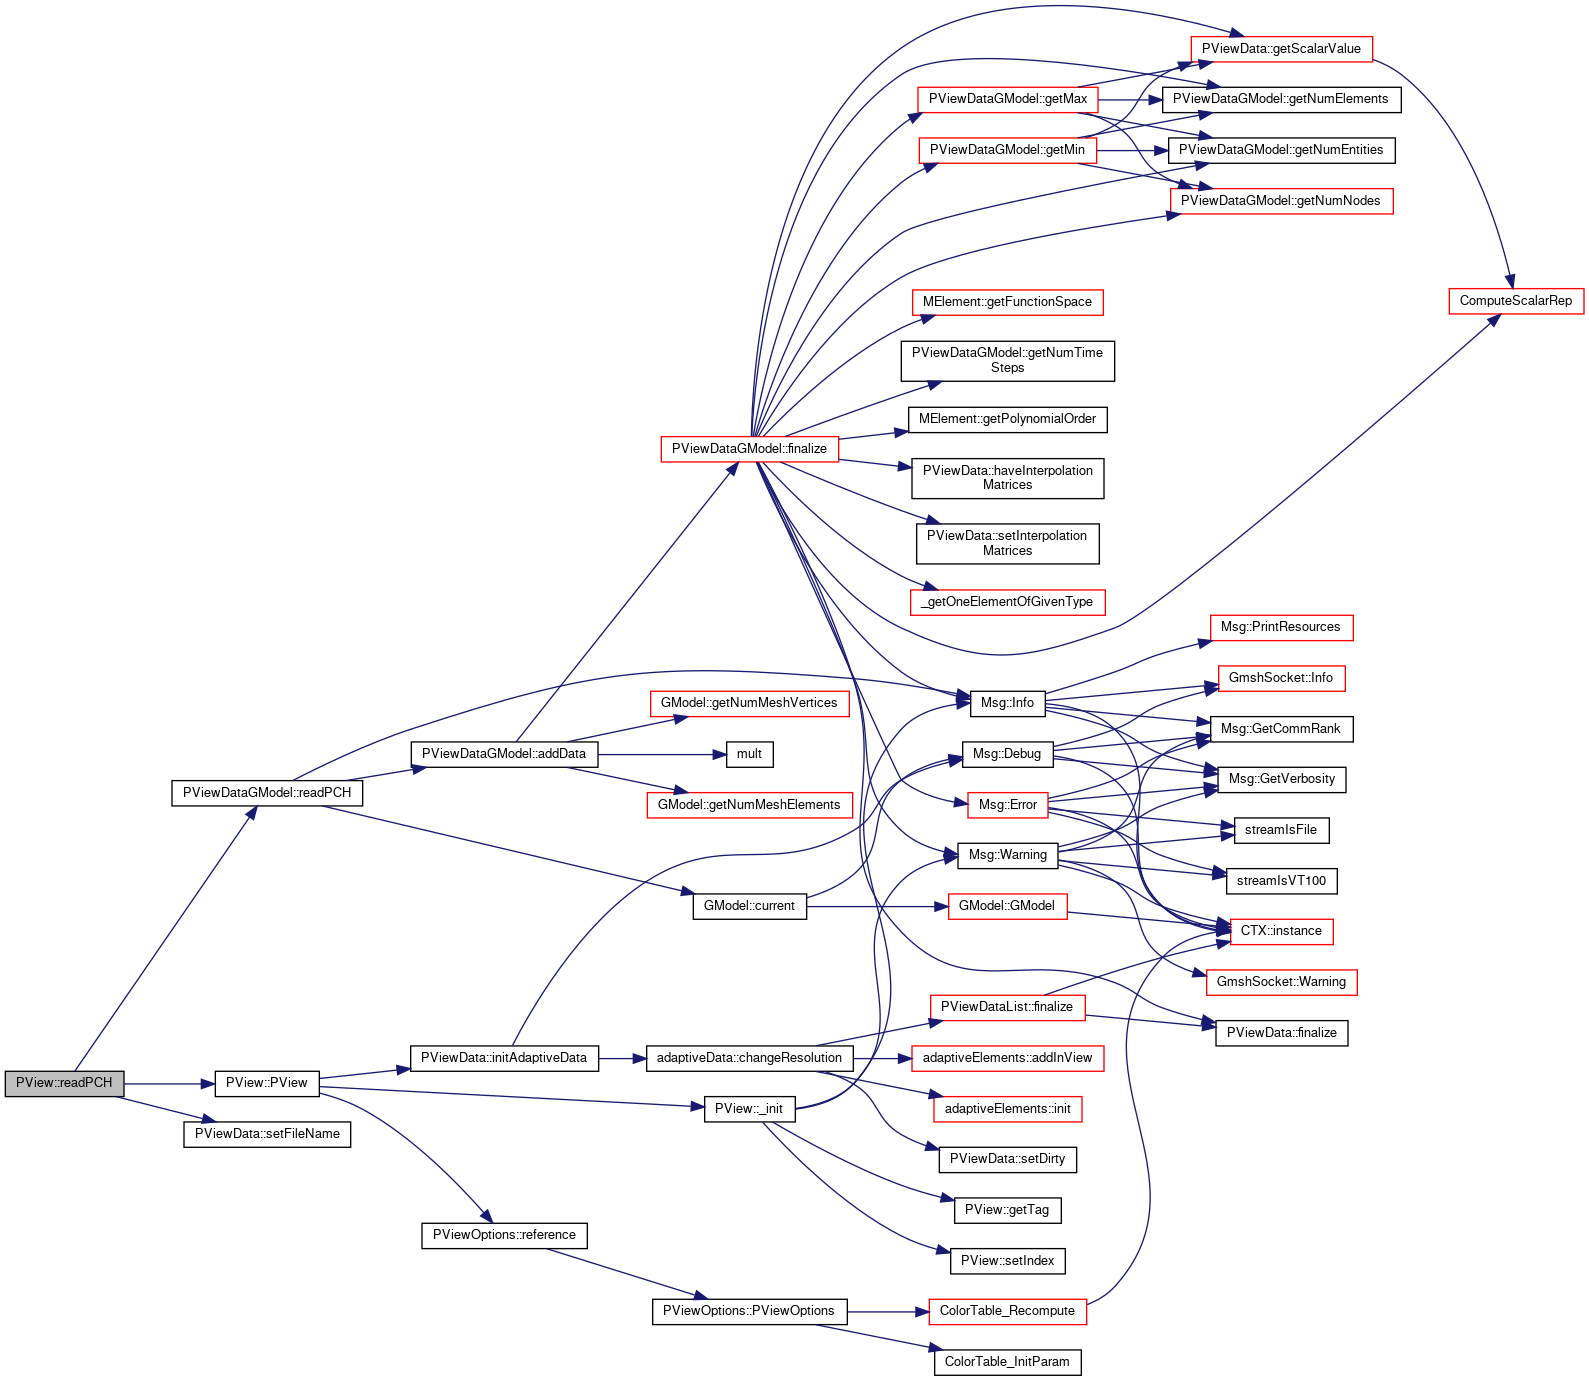 PView::readPCH
PViewDataGModel::readPCH
PView::PView
PViewData::setFileName
PViewDataGModel::addData
PViewData::initAdaptiveData
PViewOptions::reference
PViewDataGModel::finalize
GModel::getNumMeshVertices
mult
GModel::getNumMeshElements
GModel::current
adaptiveData::changeResolution
PView::_init
PViewOptions::PViewOptions
PViewDataGModel::getMax
PViewDataGModel::getMin
MElement::getFunctionSpace
PViewDataGModel::getNumTime
Steps
MElement::getPolynomialOrder
PViewData::haveInterpolation
Matrices
PViewData::setInterpolation
Matrices
_getOneElementOfGivenType
Msg::Info
Msg::Debug
Msg::Error
Msg::Warning
GModel::GModel
PViewDataList::finalize
adaptiveElements::addInView
adaptiveElements::init
PViewData::setDirty
PView::getTag
PView::setIndex
ColorTable_Recompute
ColorTable_InitParam
PViewData::getScalarValue
PViewDataGModel::getNumElements
PViewDataGModel::getNumEntities
PViewDataGModel::getNumNodes
Msg::PrintResources
GmshSocket::Info
Msg::GetCommRank
Msg::GetVerbosity
streamIsFile
streamIsVT100
CTX::instance
GmshSocket::Warning
PViewData::finalize
ComputeScalarRep